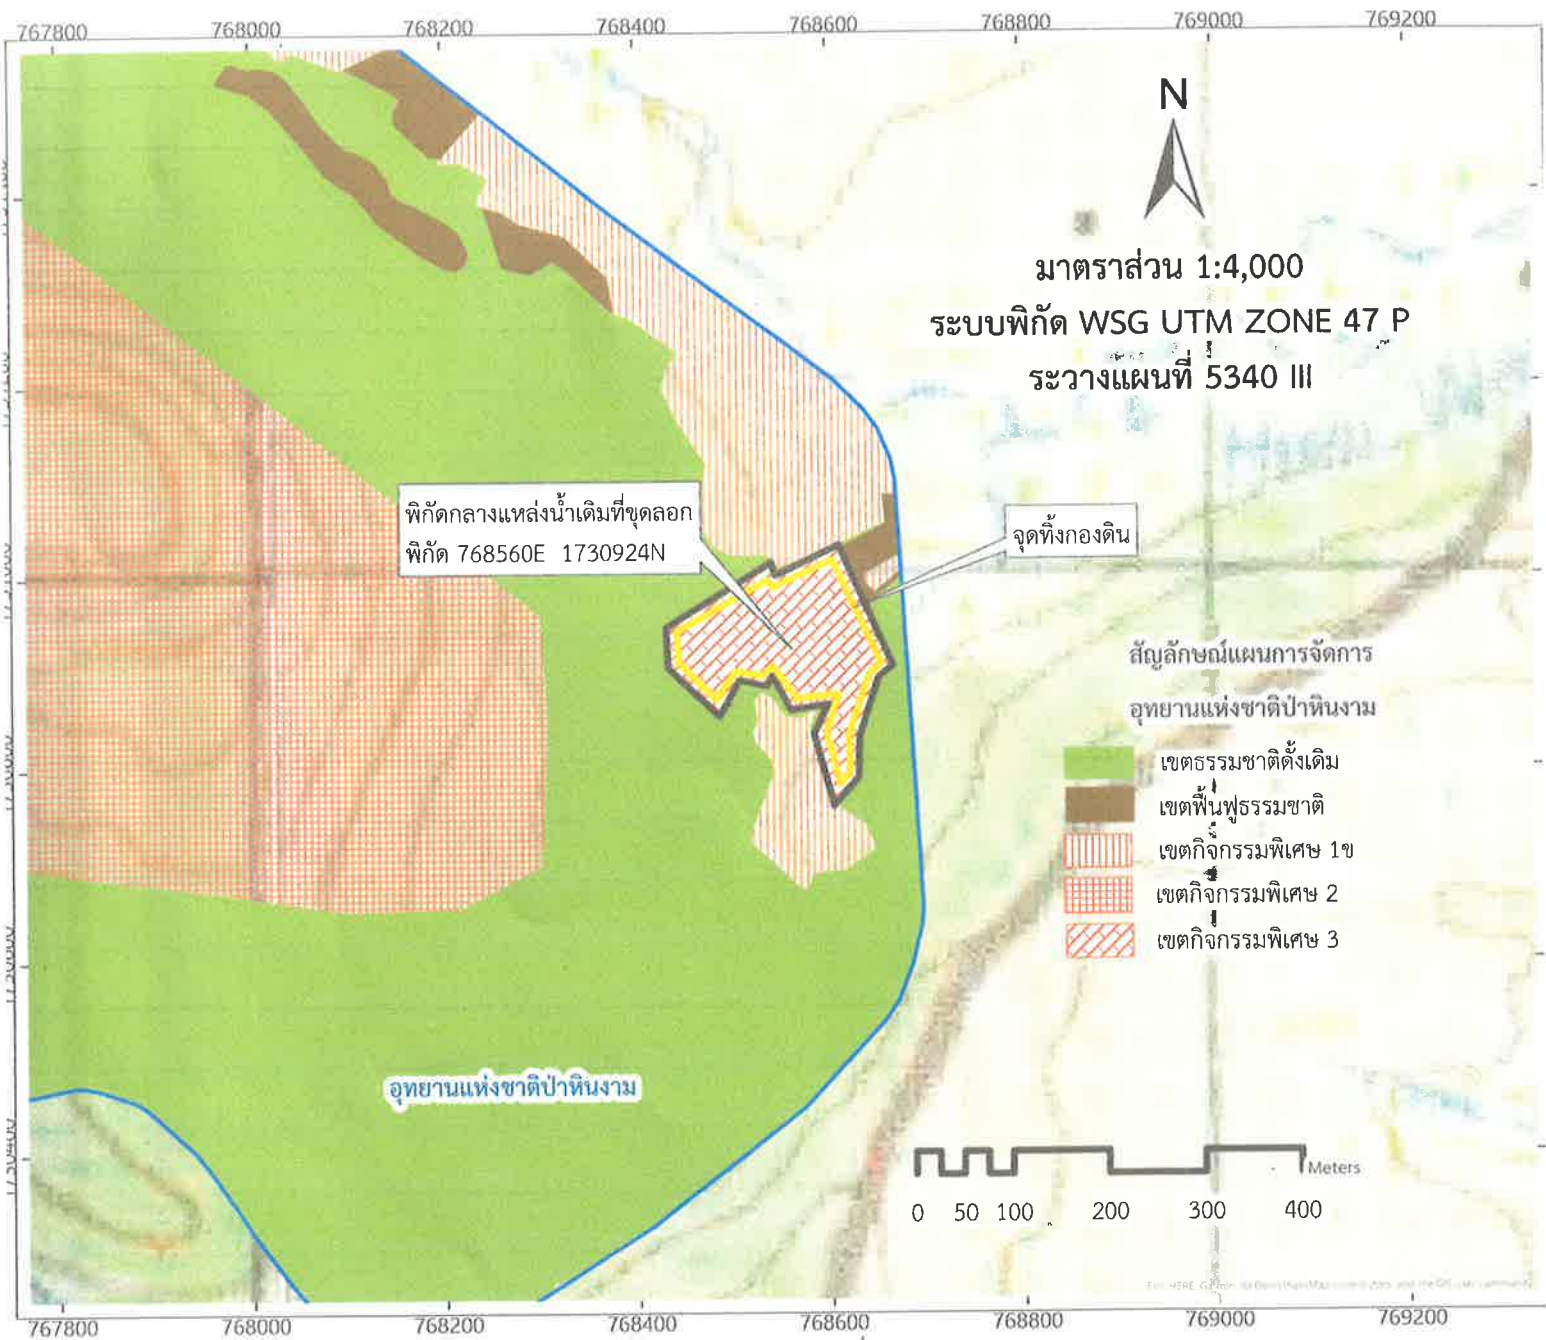 767800 768000 768200 768400 768600 768800 769000 769200
N
มาตราส่วน 1:4,000
ระบบพิกัด WSG UTM ZONE 47 P
ระวางแผนที่ 5340 III
พิกัดกลางแหล่งน้ำเดิมที่ขุดลอก
พิกัด 768560E 1730924N
จุดทิ้งกองดิน
สัญลักษณ์แผนการจัดการ
อุทยานแห่งชาติป่าหินงาม
เขตธรรมชาติดั้งเดิม
เขตฟื้นฟูธรรมชาติ
เขตกิจกรรมพิเศษ 1ข
เขตกิจกรรมพิเศษ 2
เขตกิจกรรมพิเศษ 3
อุทยานแห่งชาติป่าหินงาม
Meters
0 50 100 200 300 400
767800 768000 768200 768400 768600 768800 769000 769200